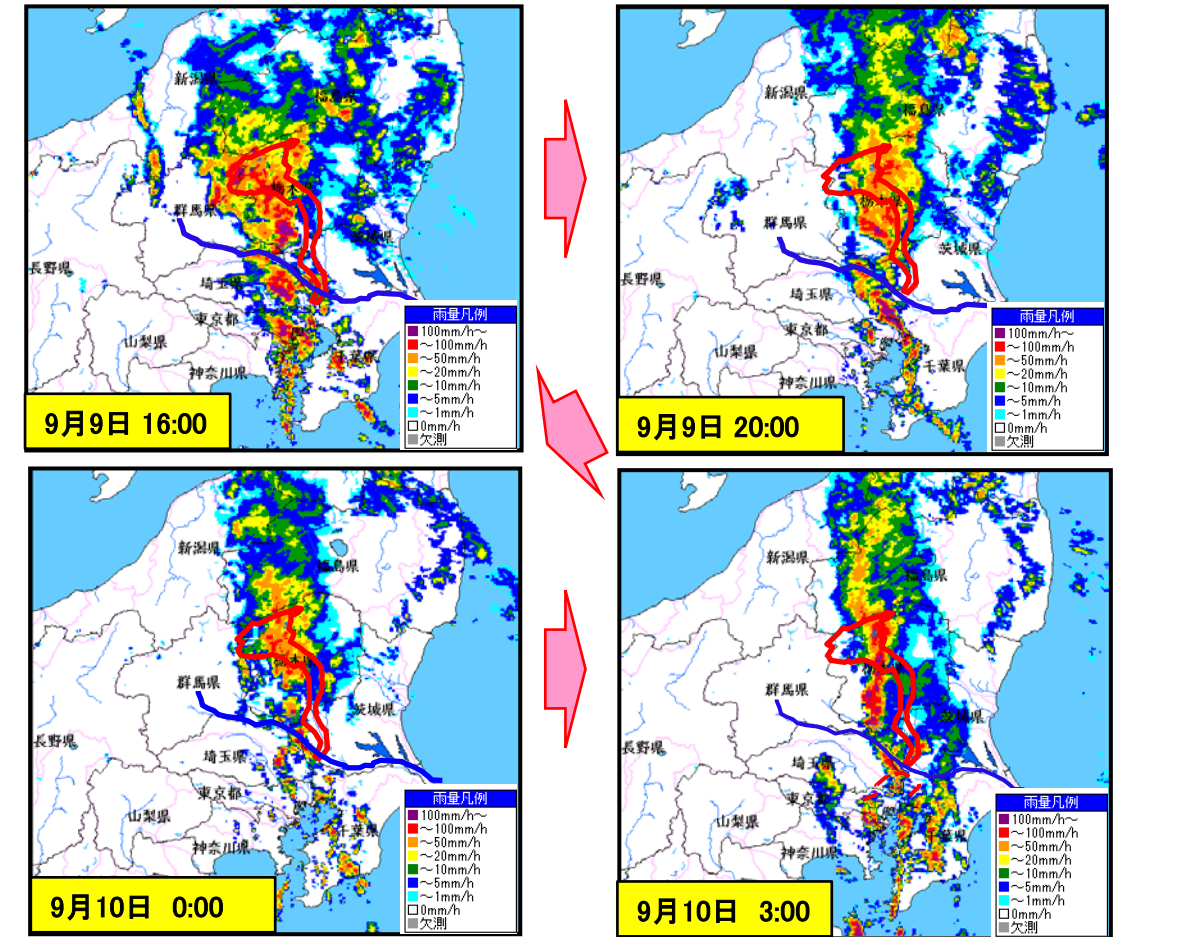 新潟県
福島県
栃木県
群馬県
茨城県
長野県
埼玉県
東京都
山梨県
千葉県
神奈川県
雨量凡例
100mm/h～
～100mm/h
～50mm/h
～20mm/h
～10mm/h
～5mm/h
～1mm/h
0mm/h
欠測
9月9日 16:00
新潟県
福島県
栃木県
群馬県
茨城県
長野県
埼玉県
東京都
山梨県
千葉県
神奈川県
雨量凡例
100mm/h～
～100mm/h
～50mm/h
～20mm/h
～10mm/h
～5mm/h
～1mm/h
0mm/h
欠測
9月9日 20:00
新潟県
福島県
栃木県
群馬県
茨城県
長野県
埼玉県
東京都
山梨県
千葉県
神奈川県
雨量凡例
100mm/h～
～100mm/h
～50mm/h
～20mm/h
～10mm/h
～5mm/h
～1mm/h
0mm/h
欠測
9月10日 0:00
新潟県
福島県
群馬県
茨城県
長野県
埼玉県
東京都
山梨県
千葉県
神奈川県
雨量凡例
100mm/h～
～100mm/h
～50mm/h
～20mm/h
～10mm/h
～5mm/h
～1mm/h
0mm/h
欠測
9月10日 3:00